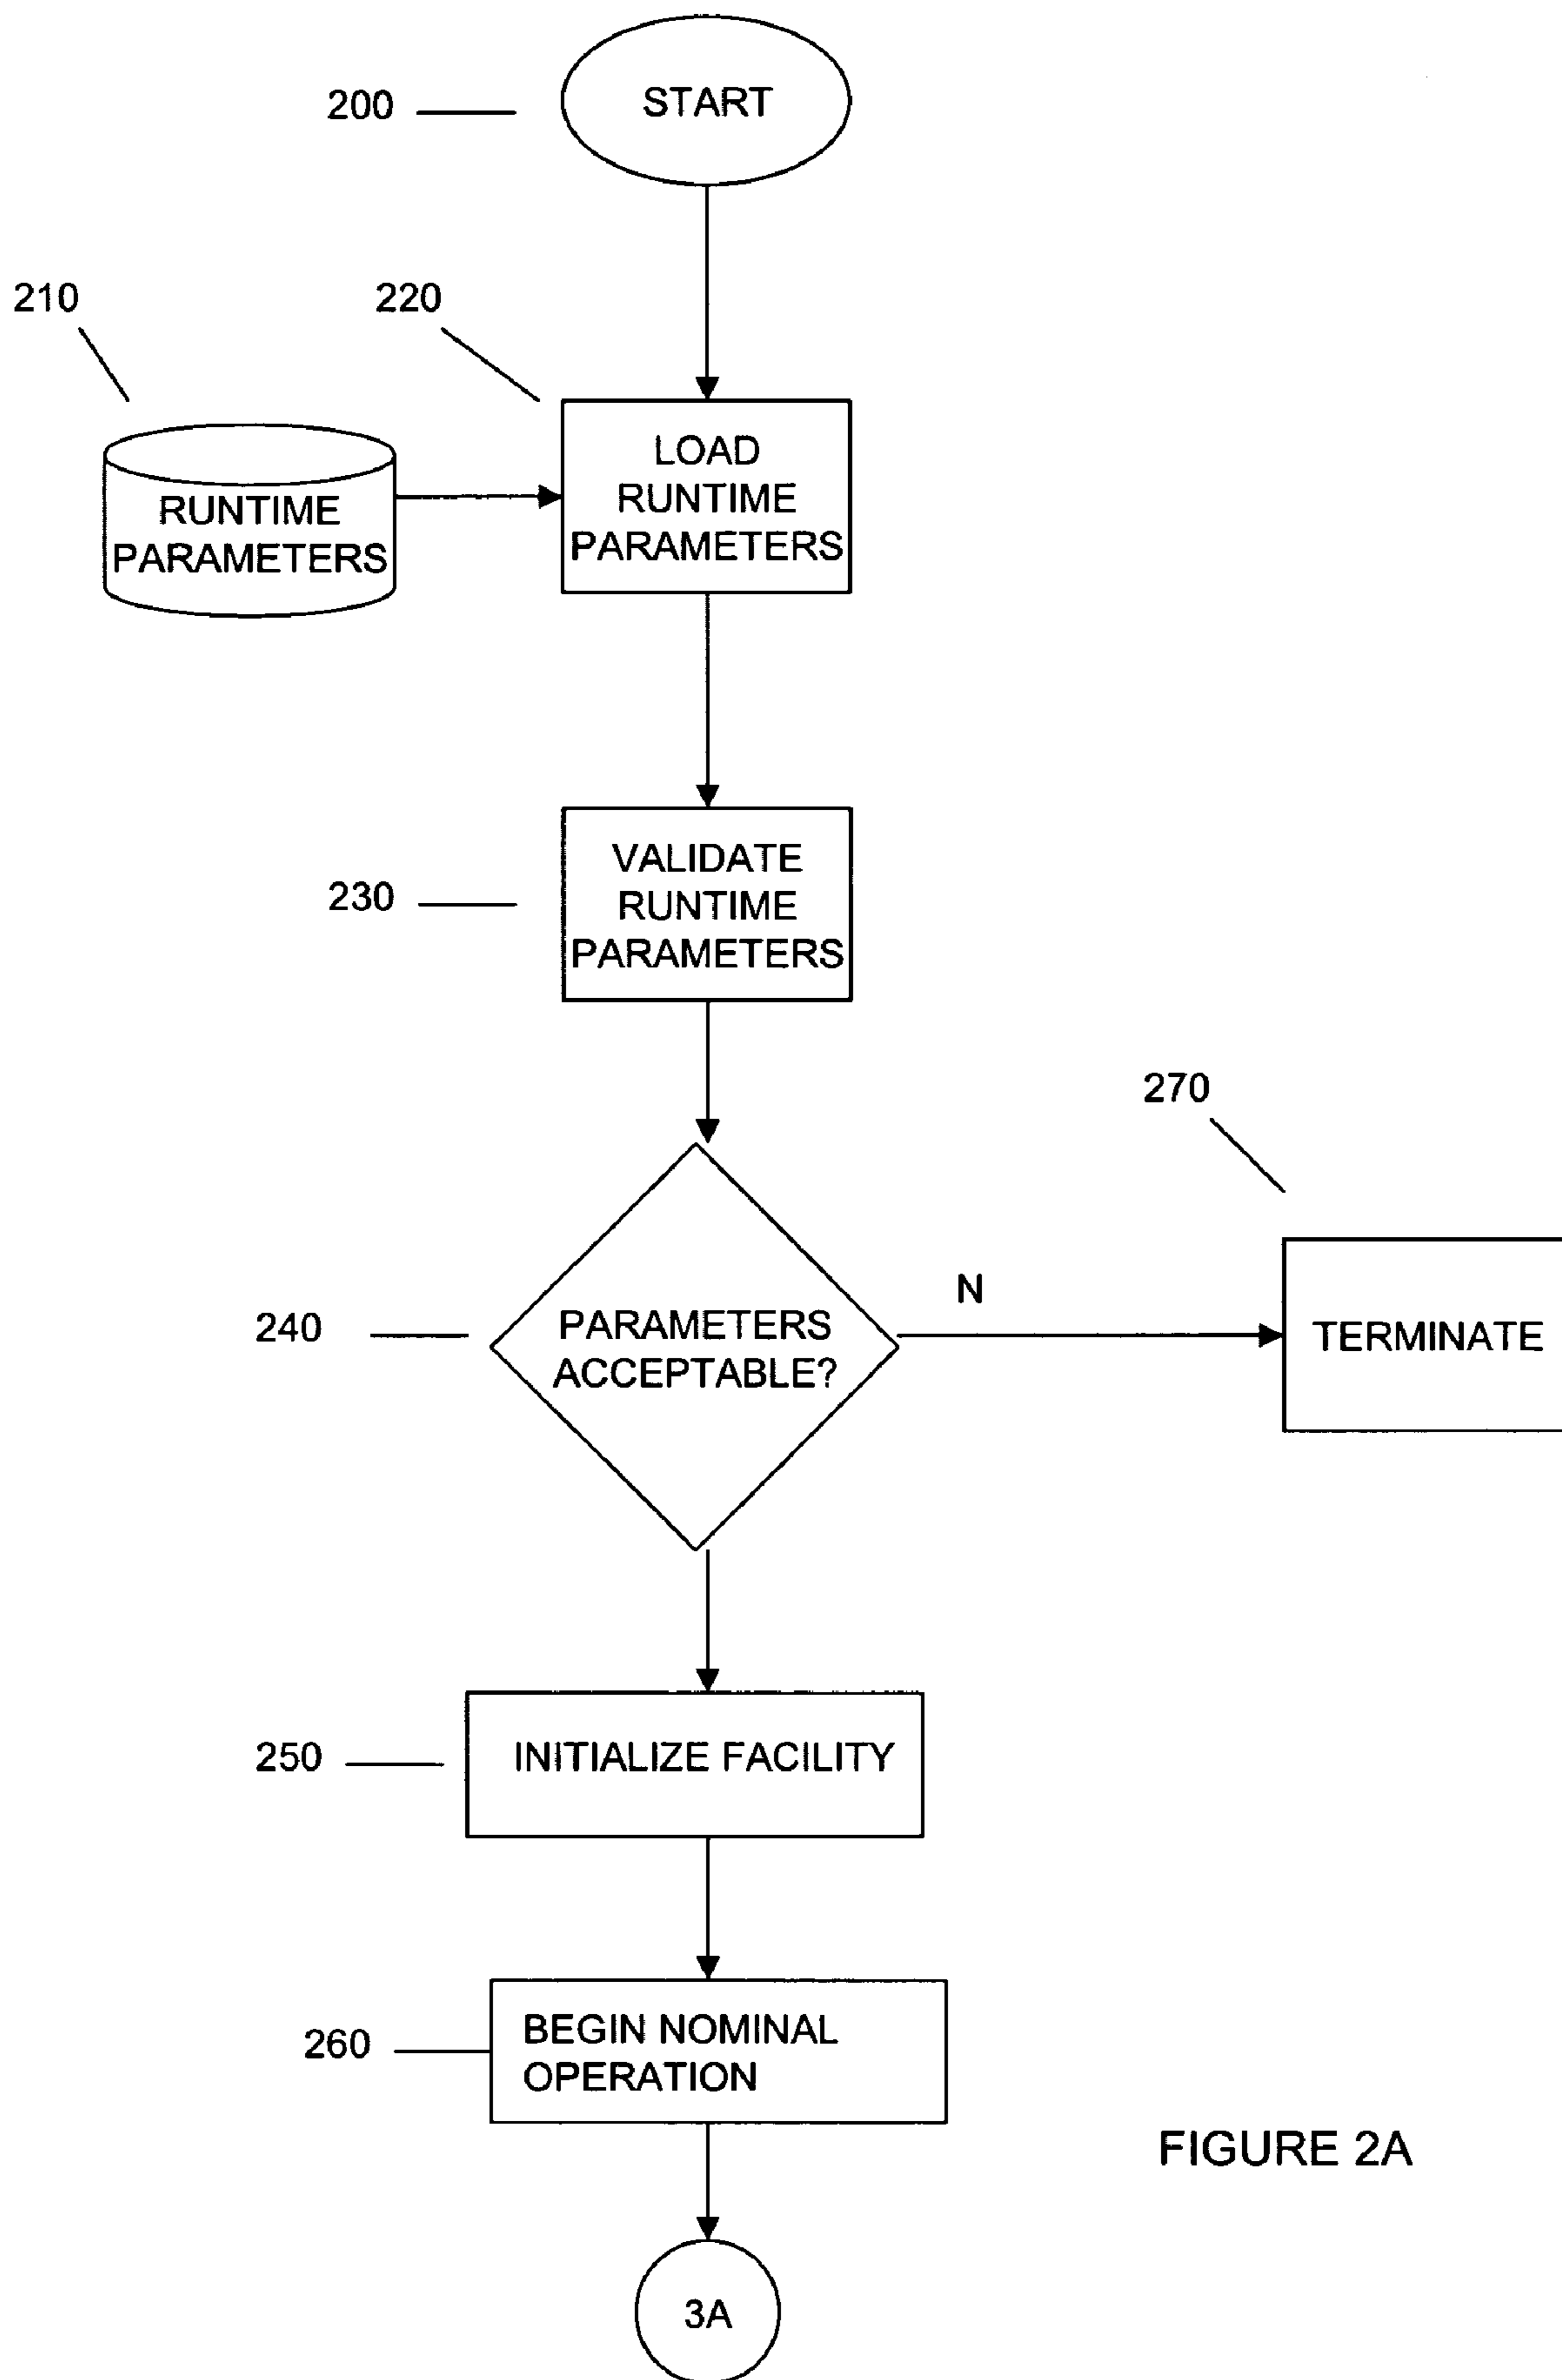 200
START
210
220
RUNTIME
PARAMETERS
LOAD
RUNTIME
PARAMETERS
230
VALIDATE
RUNTIME
PARAMETERS
270
240
PARAMETERS
ACCEPTABLE?
N
TERMINATE
250
INITIALIZE FACILITY
260
BEGIN NOMINAL
OPERATION
FIGURE 2A
3A